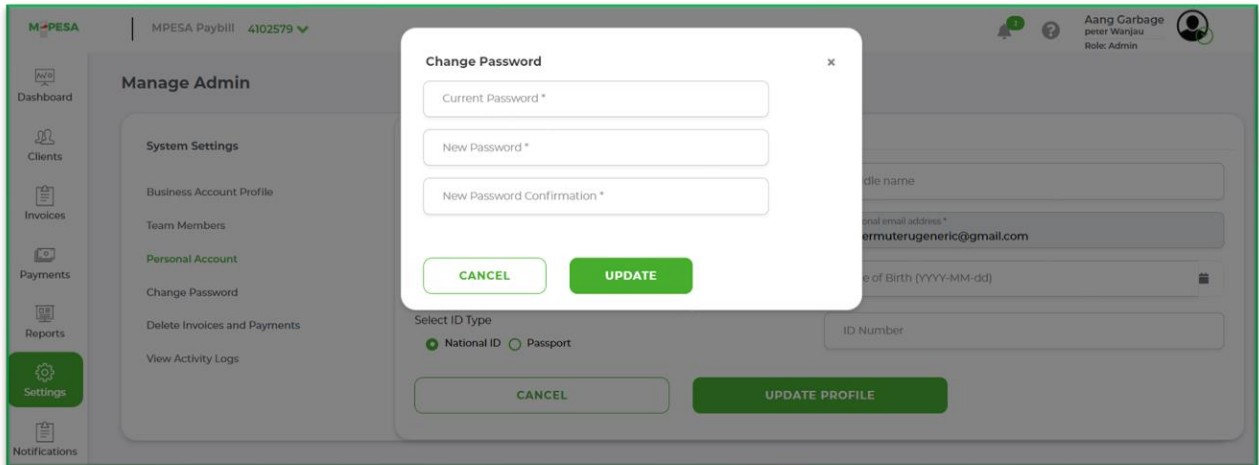 M-PESA
MPESA Paybill 4102579
1
Aang Garbage
peter Wanjau
Role: Admin
Dashboard
Clients
Invoices
Payments
Reports
Settings
Notifications
Manage Admin
System Settings
Business Account Profile
Team Members
Personal Account
Change Password
Delete Invoices and Payments
View Activity Logs
Change Password
×
Current Password *
New Password *
New Password Confirmation *
CANCEL
UPDATE
dle name
onal email address *
ermuterugeneric@gmail.com
e of Birth (YYYY-MM-dd)
Select ID Type
National ID
Passport
ID Number
CANCEL
UPDATE PROFILE